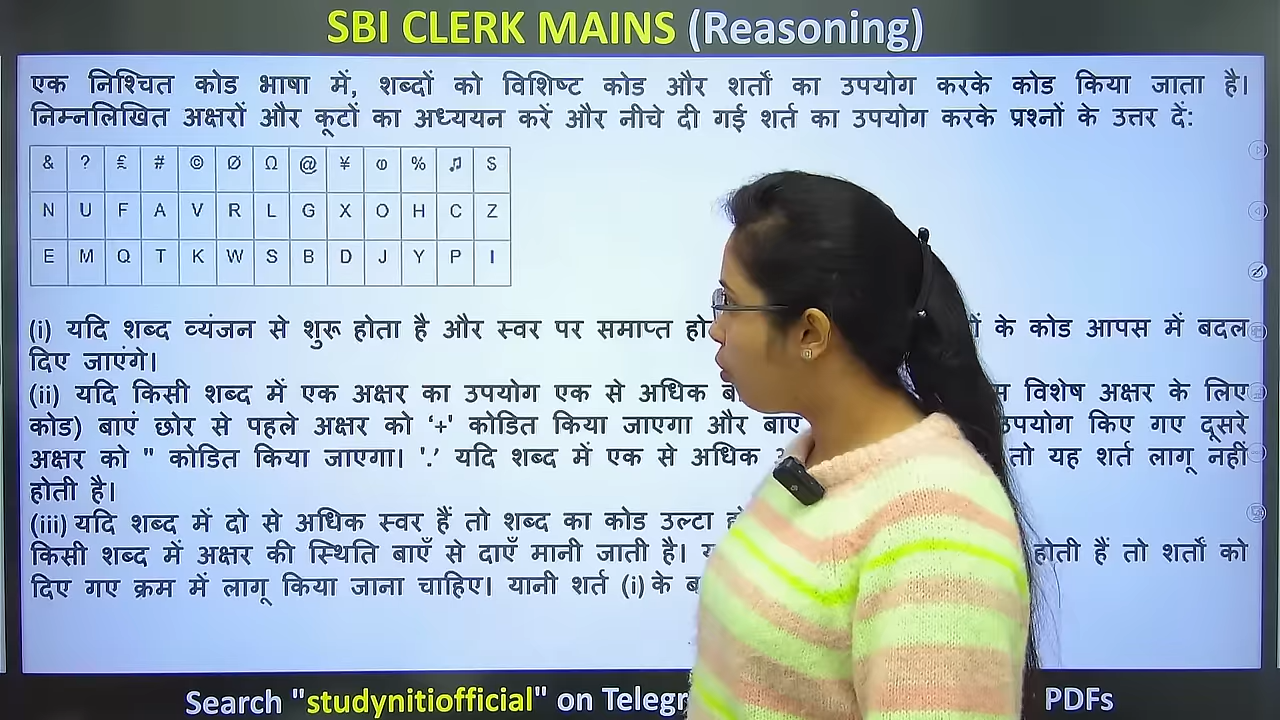 SBI CLERK MAINS (Reasoning)
एक निश्चित कोड भाषा में, शब्दों को विशिष्ट कोड और शर्तों का उपयोग करके कोड किया जाता है।
निम्नलिखित अक्षरों और कूटों का अध्ययन करें और नीचे दी गई शर्त का उपयोग करके प्रश्नों के उत्तर दें:
& ? £ # © Ø Ω @ ¥ φ % ♫ S
N U F A V R L G X O H C Z
E M Q T K W S B D J Y P I
(i) यदि शब्द व्यंजन से शुरू होता है और स्वर पर समाप्त के कोड आपस में बदल
दिए जाएंगे।
(ii) यदि किसी शब्द में एक अक्षर का उपयोग एक से अधिक विशेष अक्षर के लिए
कोड) बाएं छोर से पहले अक्षर को '+' कोडित किया जाएगा और किए गए दूसरे
अक्षर को " कोडित किया जाएगा। '.' यदि शब्द में एक से अधिक तो यह शर्त लागू नहीं
होती है।
(iii) यदि शब्द में दो से अधिक स्वर हैं तो शब्द का कोड उल्टा
किसी शब्द में अक्षर की स्थिति बाएँ से दाएँ मानी जाती है। होती हैं तो शर्तों को
दिए गए क्रम में लागू किया जाना चाहिए। यानी शर्त (i) के
Search "studynitiofficial" on PDFs